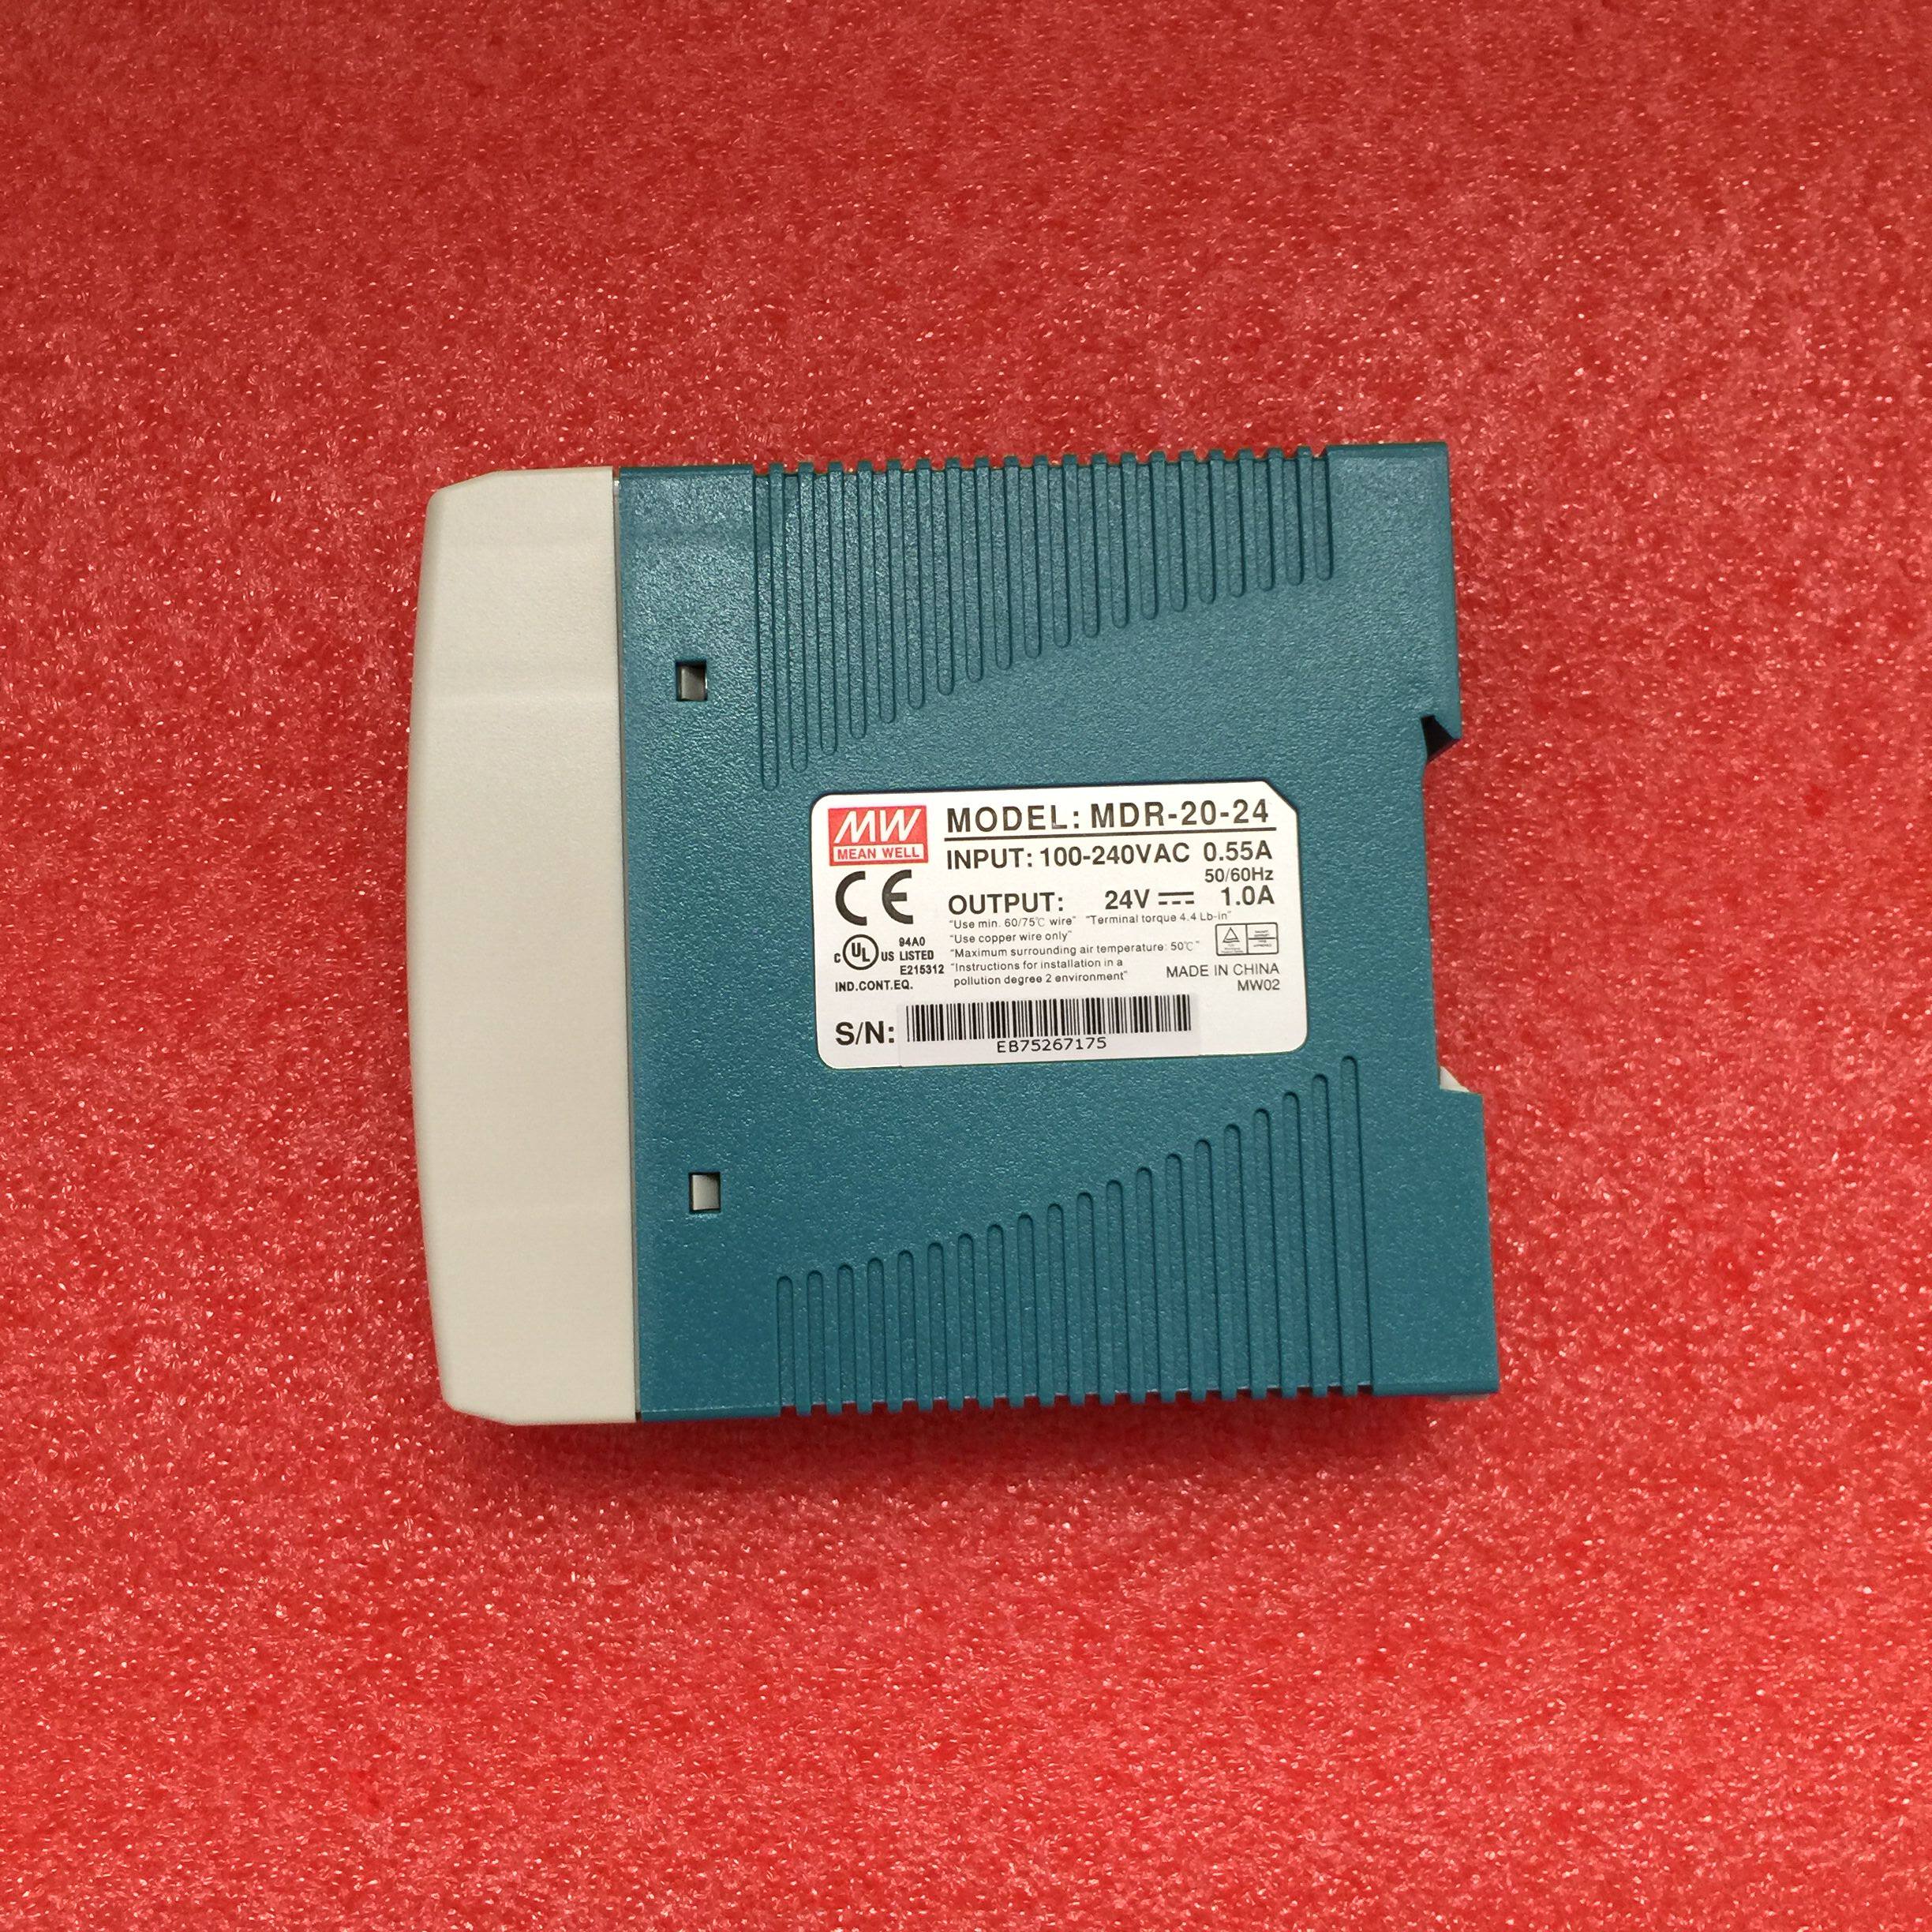 MW
MEAN WELL
MODEL: MDR-20-24
INPUT: 100-240VAC 0.55A
50/60Hz
OUTPUT: 24V 1.0A
"Use min. 60/75℃ wire" "Terminal torque 4.4 Lb-in"
"Use copper wire only"
"Maximum surrounding air temperature: 50℃"
"Instructions for installation in a
pollution degree 2 environment"
CE
c UL US LISTED
94A0
E215312
IND.CONT.EQ.
MADE IN CHINA
MW02
S/N:
EB75267175